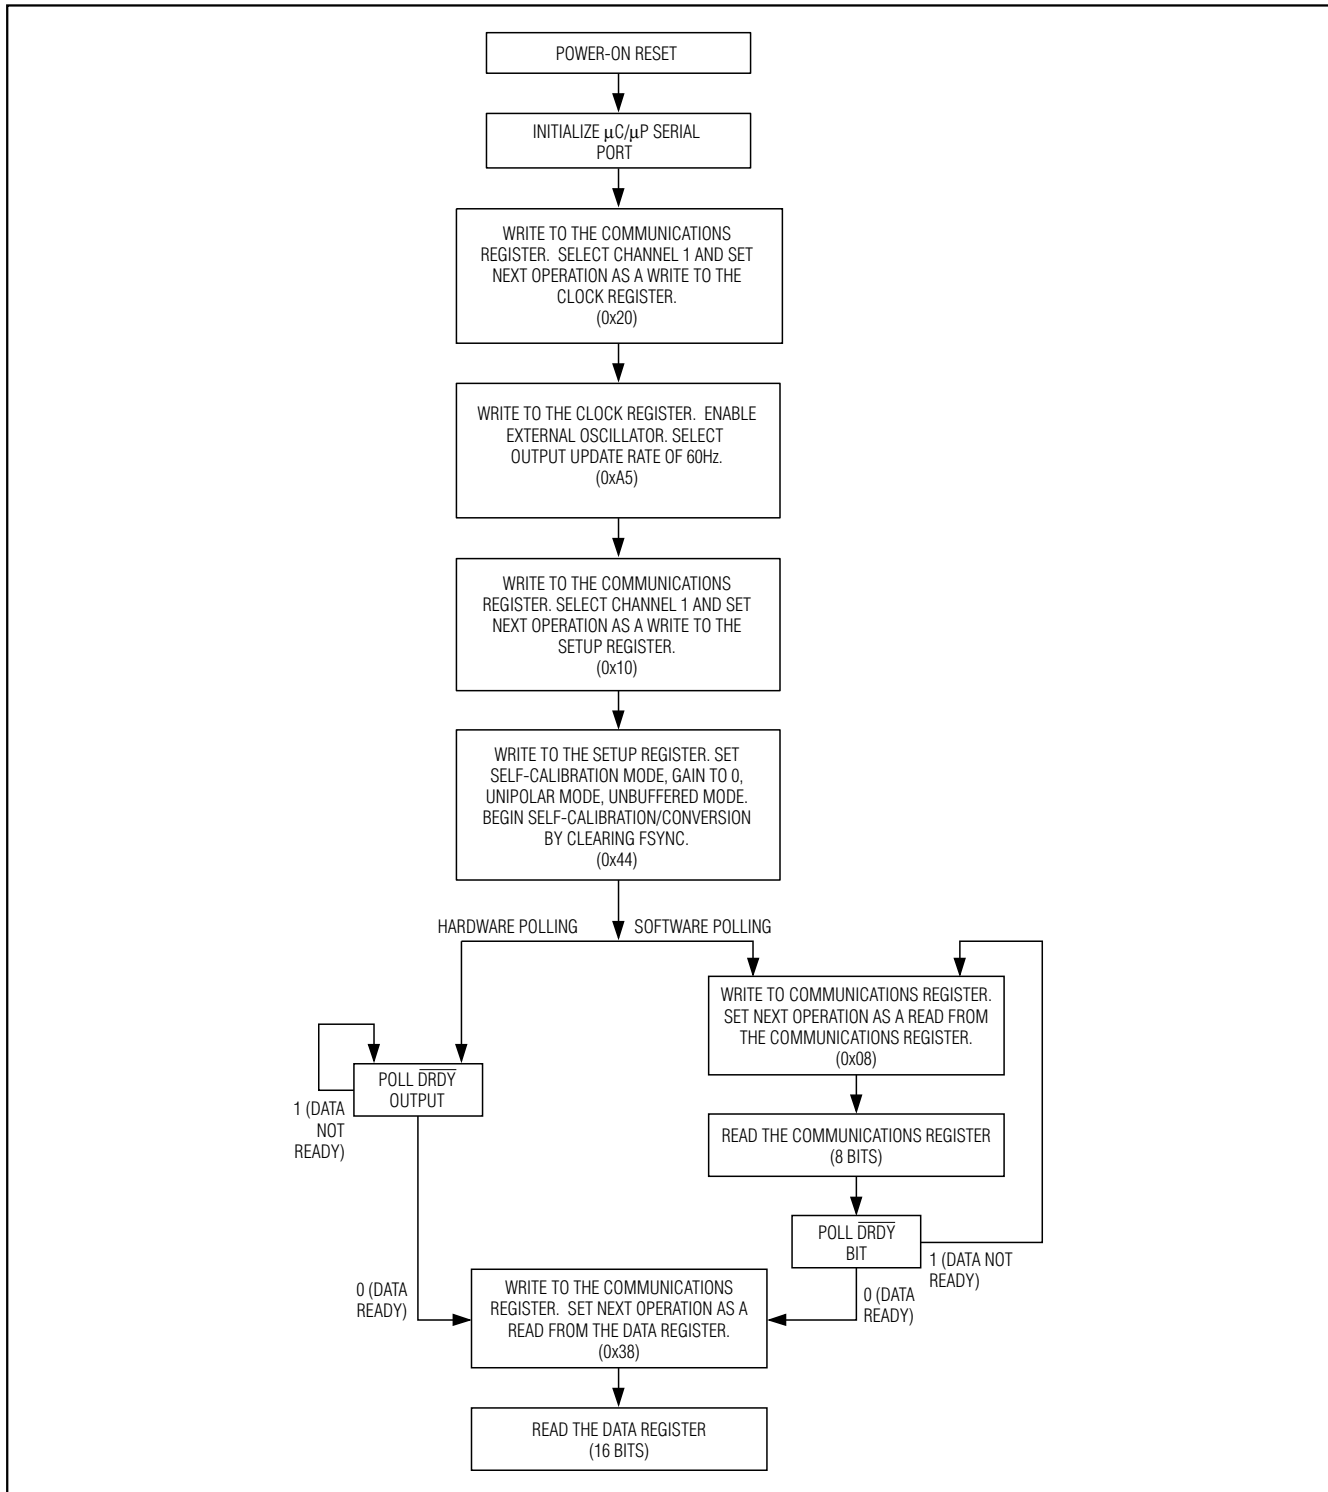 POWER-ON RESET
INITIALIZE μC/μP SERIAL
PORT
WRITE TO THE COMMUNICATIONS
REGISTER. SELECT CHANNEL 1 AND SET
NEXT OPERATION AS A WRITE TO THE
CLOCK REGISTER.
(0x20)
WRITE TO THE CLOCK REGISTER. ENABLE
EXTERNAL OSCILLATOR. SELECT
OUTPUT UPDATE RATE OF 60Hz.
(0xA5)
WRITE TO THE COMMUNICATIONS
REGISTER. SELECT CHANNEL 1 AND SET
NEXT OPERATION AS A WRITE TO THE
SETUP REGISTER.
(0x10)
WRITE TO THE SETUP REGISTER. SET
SELF-CALIBRATION MODE, GAIN TO 0,
UNIPOLAR MODE, UNBUFFERED MODE.
BEGIN SELF-CALIBRATION/CONVERSION
BY CLEARING FSYNC.
(0x44)
HARDWARE POLLING
SOFTWARE POLLING
WRITE TO COMMUNICATIONS REGISTER.
SET NEXT OPERATION AS A READ FROM
THE COMMUNICATIONS REGISTER.
(0x08)
POLL D̅R̅D̅Y̅
OUTPUT
1 (DATA
NOT
READY)
READ THE COMMUNICATIONS REGISTER
(8 BITS)
POLL D̅R̅D̅Y̅
BIT
1 (DATA NOT
READY)
0 (DATA
READY)
0 (DATA
READY)
WRITE TO THE COMMUNICATIONS
REGISTER. SET NEXT OPERATION AS A
READ FROM THE DATA REGISTER.
(0x38)
READ THE DATA REGISTER
(16 BITS)